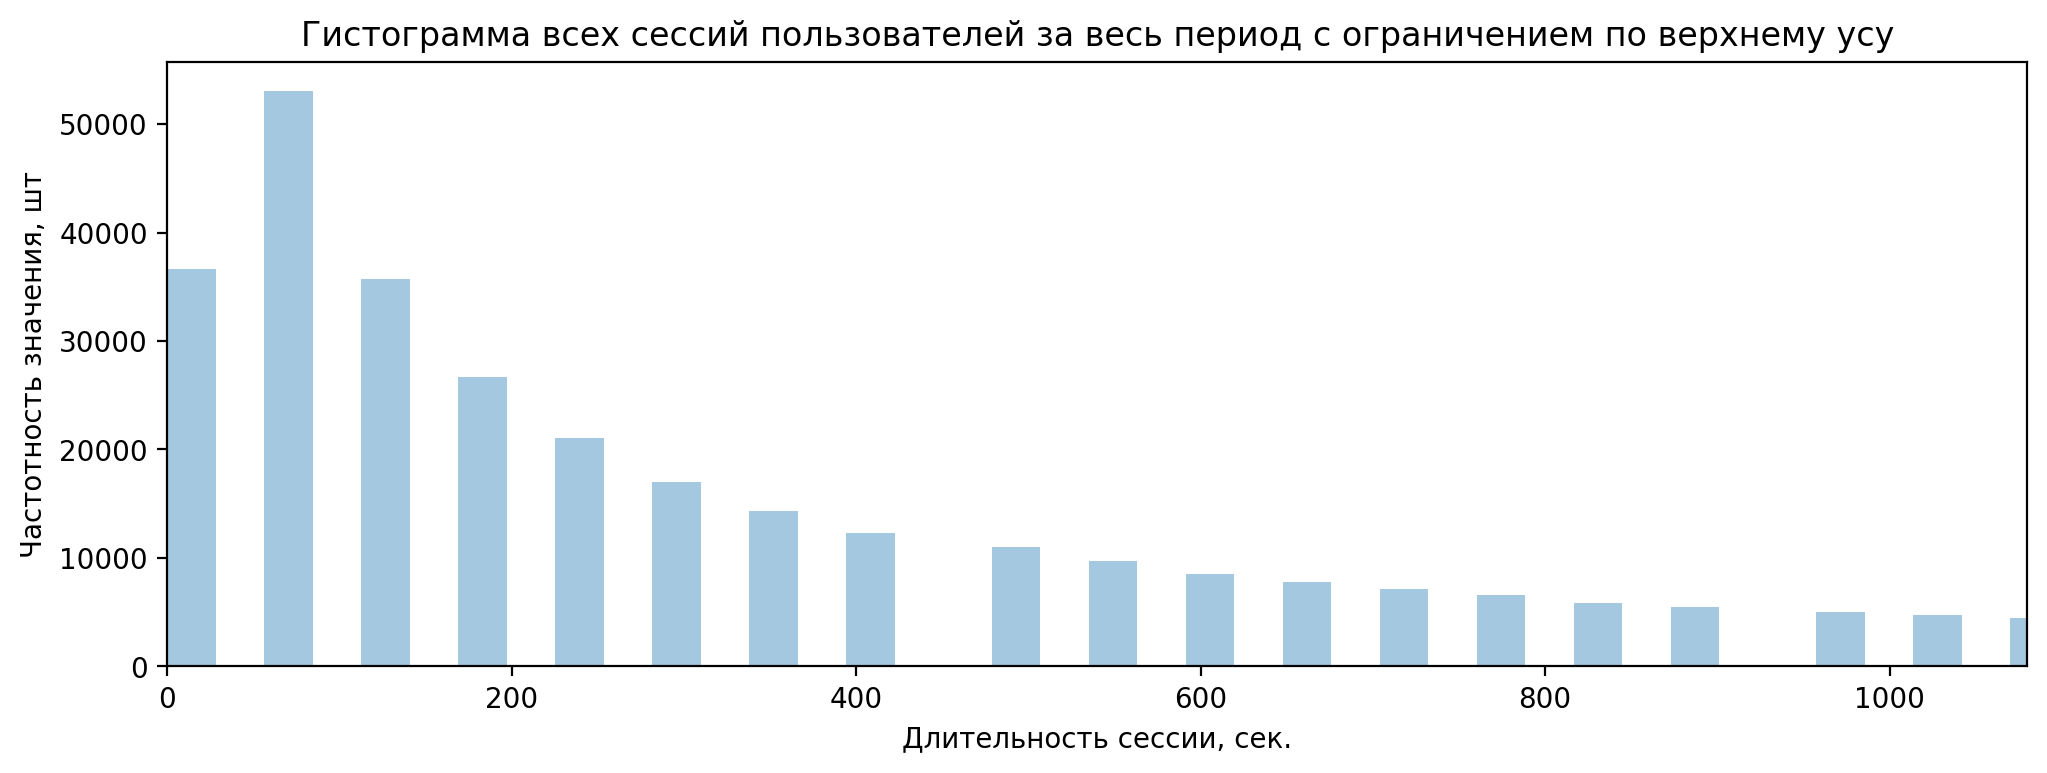 Гистограмма всех сессий пользователей за весь период с ограничением по верхнему усу
Частотность значения, шт
50000
40000
30000
20000
10000
0
0 200 400 600 800 1000
Длительность сессии, сек.